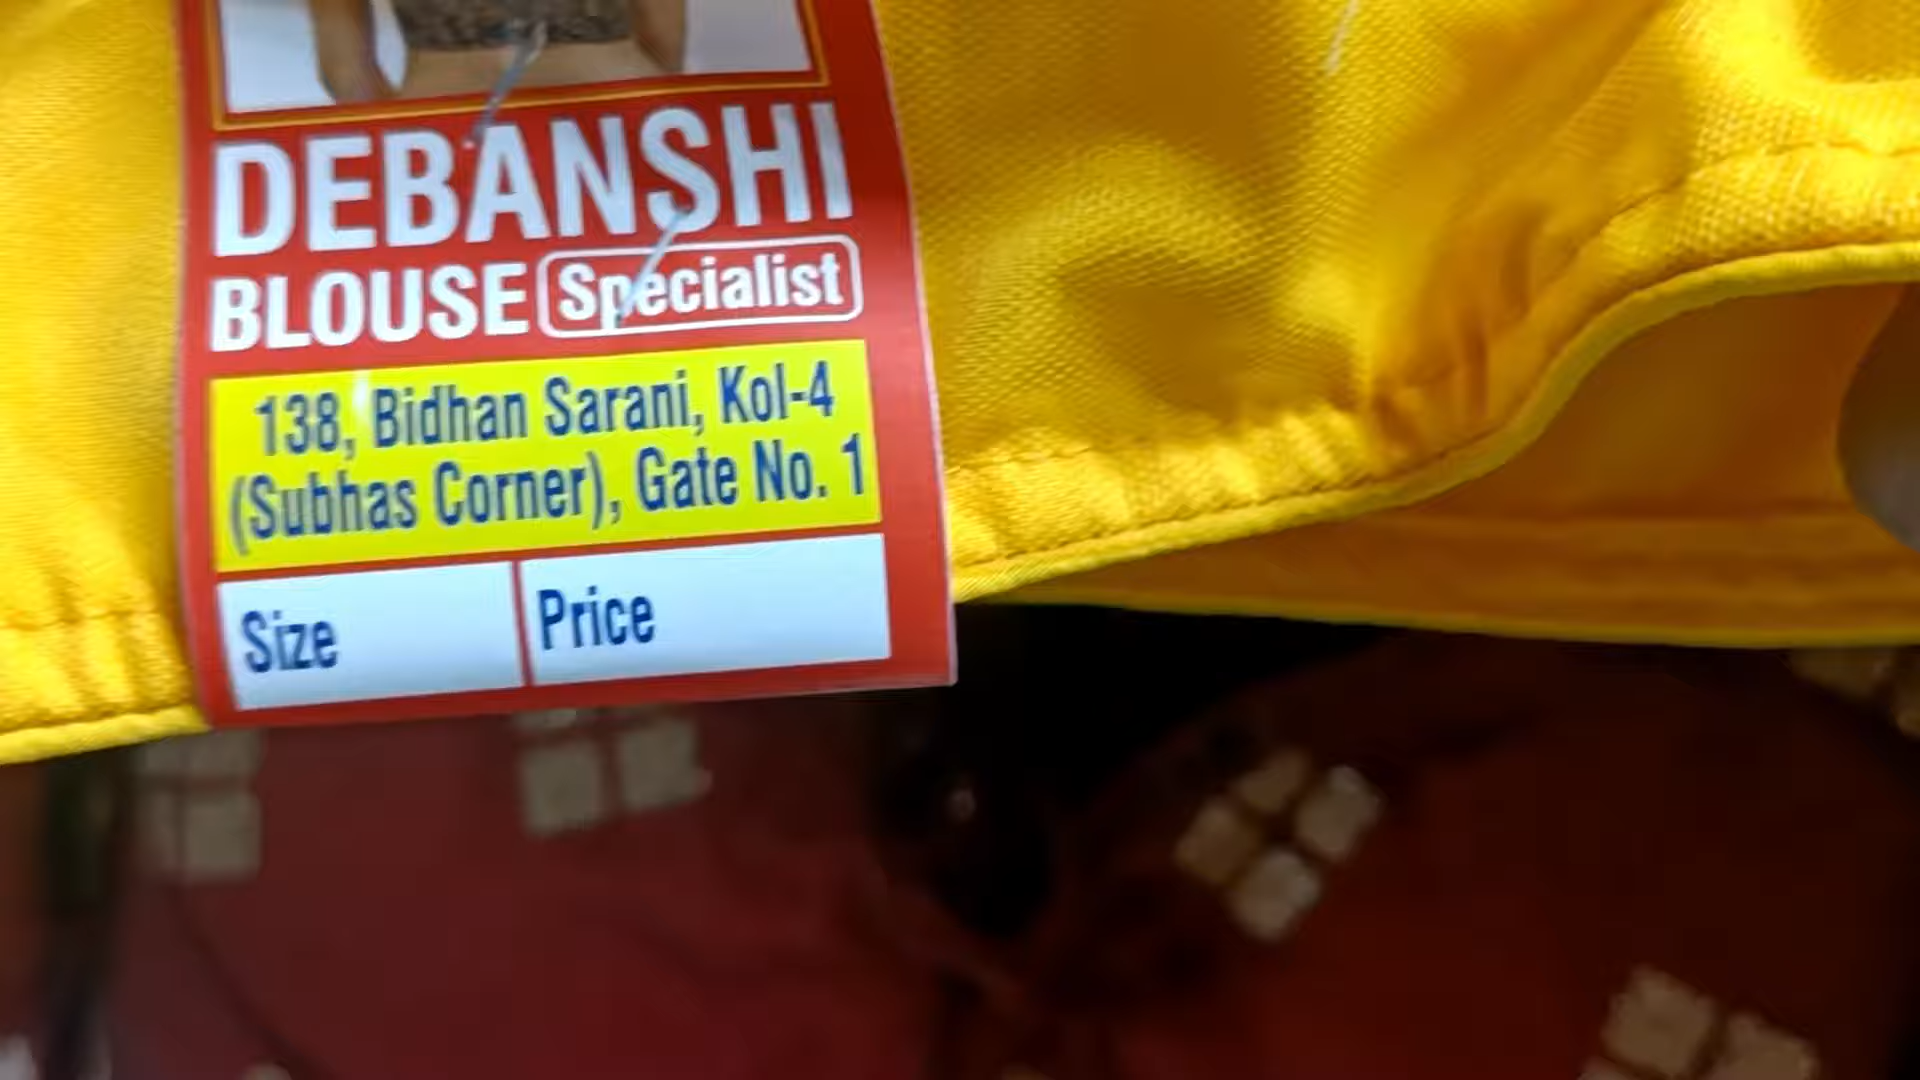 DEBANSHI
BLOUSE Specialist
138, Bidhan Sarani, Kol-4
(Subhas Corner), Gate No. 1
Size Price